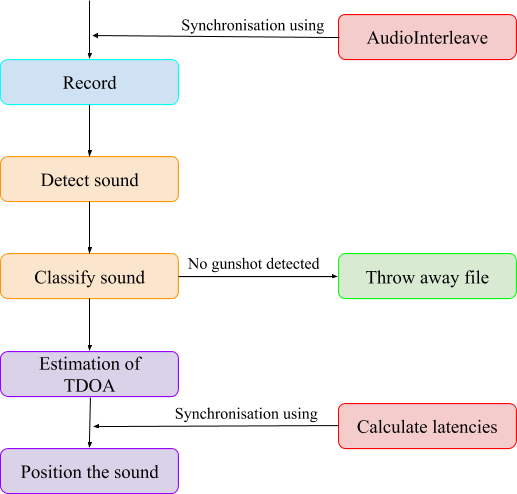 Synchronisation using
AudioInterleave
Record
Detect sound
Classify sound
No gunshot detected
Throw away file
Estimation of
TDOA
Synchronisation using
Calculate latencies
Position the sound